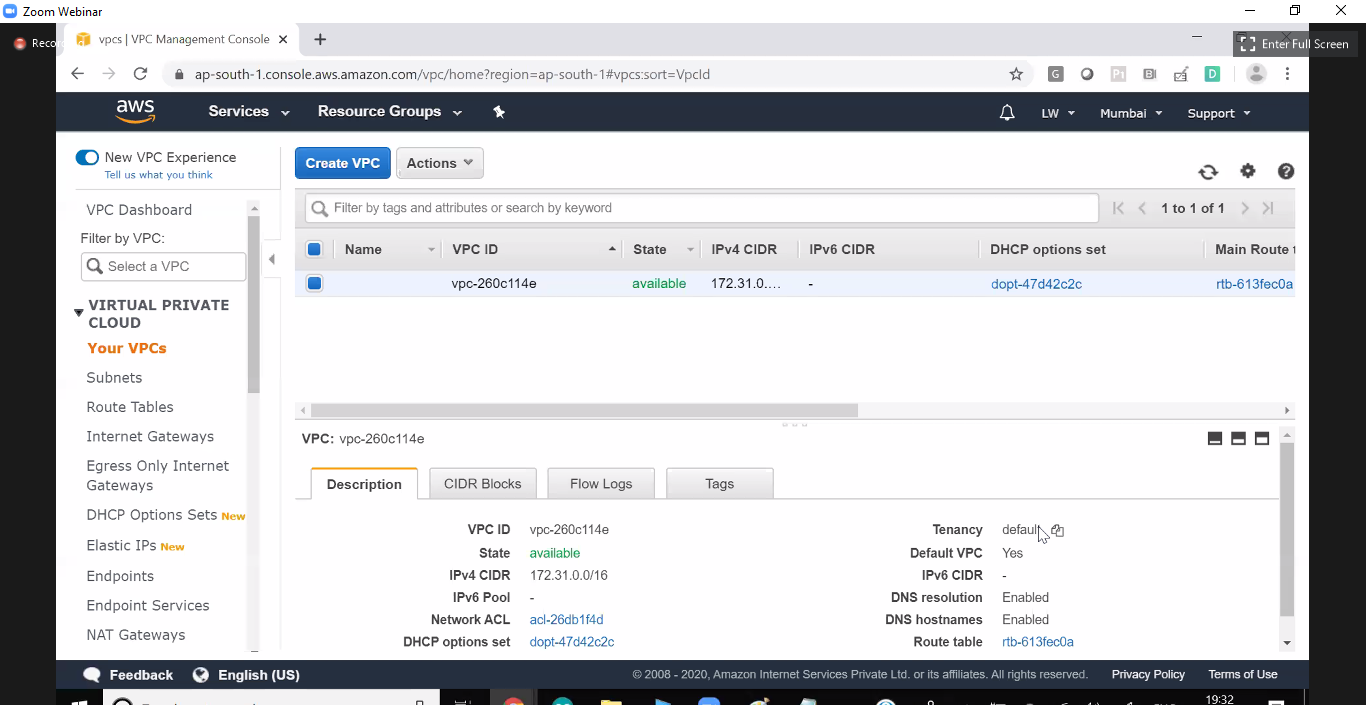 Zoom Webinar
Recor
vpcs | VPC Management Console
Enter Full Screen
ap-south-1.console.aws.amazon.com/vpc/home?region=ap-south-1#vpcs:sort=VpcId
aws Services Resource Groups LW Mumbai Support
New VPC Experience
Tell us what you think
Create VPC Actions
VPC Dashboard
Filter by VPC:
Select a VPC
VIRTUAL PRIVATE
CLOUD
Your VPCs
Subnets
Route Tables
Internet Gateways
Egress Only Internet
Gateways
DHCP Options Sets New
Elastic IPs New
Endpoints
Endpoint Services
NAT Gateways
Filter by tags and attributes or search by keyword
1 to 1 of 1
Name VPC ID State IPv4 CIDR IPv6 CIDR DHCP options set Main Route t
vpc-260c114e available 172.31.0.… - dopt-47d42c2c rtb-613fec0a
VPC: vpc-260c114e
Description CIDR Blocks Flow Logs Tags
VPC ID vpc-260c114e Tenancy default
State available Default VPC Yes
IPv4 CIDR 172.31.0.0/16 IPv6 CIDR -
IPv6 Pool - DNS resolution Enabled
Network ACL acl-26db1f4d DNS hostnames Enabled
DHCP options set dopt-47d42c2c Route table rtb-613fec0a
Feedback English (US) © 2008 - 2020, Amazon Internet Services Private Ltd. or its affiliates. All rights reserved. Privacy Policy Terms of Use
19:32